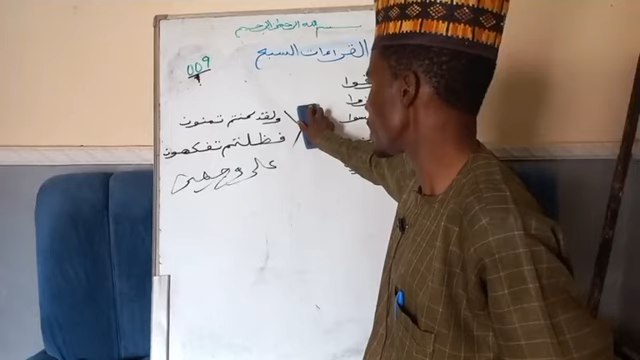 بسم الله الرحمن الرحيم
القراءات السبع
009
ولقد كنتم تمنون
فظلتم تفكهون
على وجهين